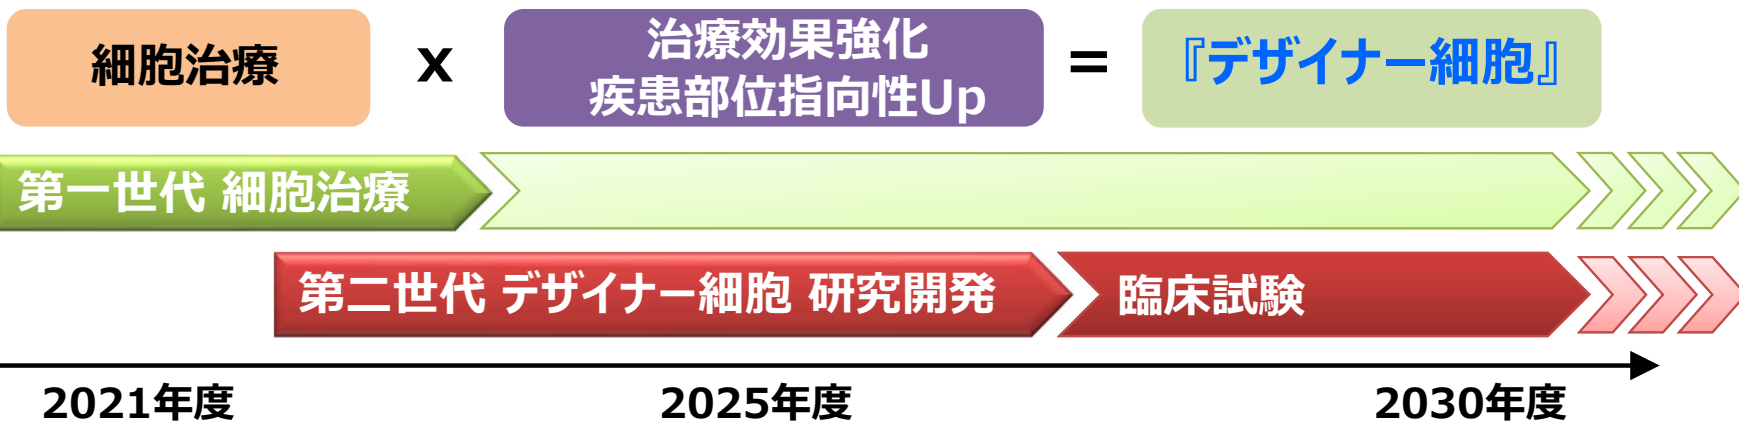 細胞治療
x
治療効果強化
疾患部位指向性Up
=
『デザイナー細胞』
第一世代 細胞治療
第二世代 デザイナー細胞 研究開発
臨床試験
2021年度
2025年度
2030年度